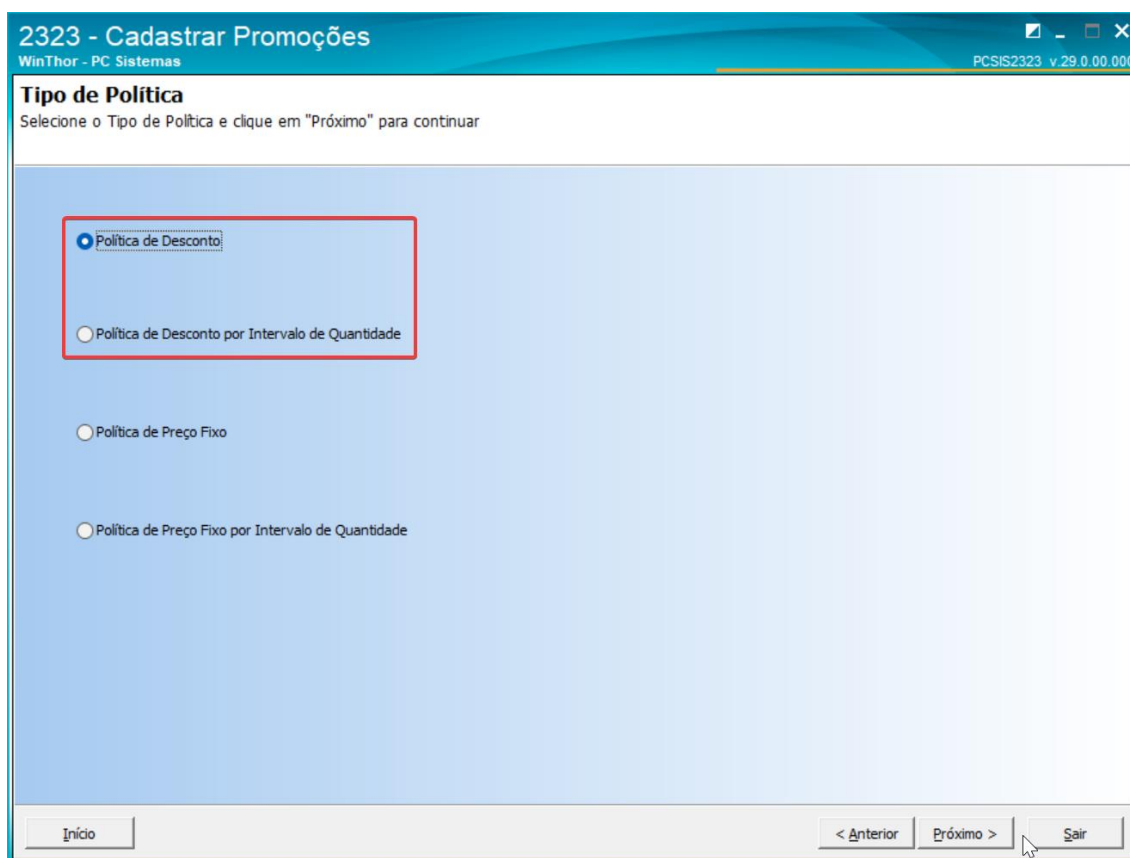 2323 - Cadastrar Promoções
WinThor - PC Sistemas
PCSIS2323 v.29.0.00.000
Tipo de Política
Selecione o Tipo de Política e clique em "Próximo" para continuar
Política de Desconto
Política de Desconto por Intervalo de Quantidade
Política de Preço Fixo
Política de Preço Fixo por Intervalo de Quantidade
Início
< Anterior
Próximo >
Sair